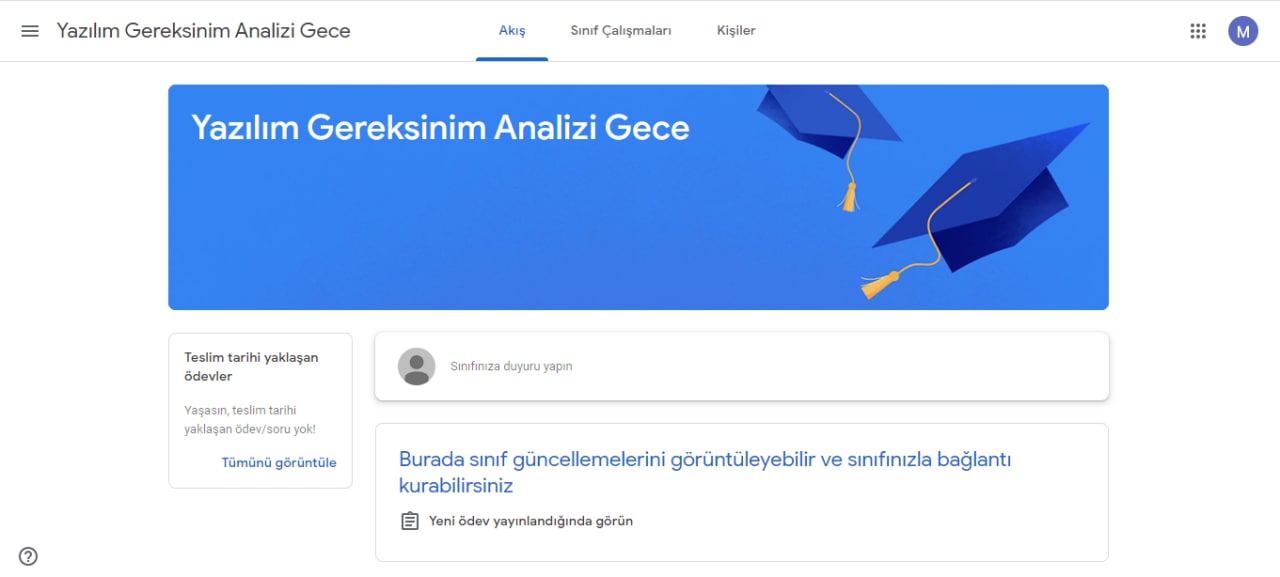 Yazılım Gereksinim Analizi Gece
Akış
Sınıf Çalışmaları
Kişiler
M
Yazılım Gereksinim Analizi Gece
Teslim tarihi yaklaşan
ödevler
Yaşasın, teslim tarihi
yaklaşan ödev/soru yok!
Tümünü görüntüle
Sınıfınıza duyuru yapın
Burada sınıf güncellemelerini görüntüleyebilir ve sınıfınızla bağlantı
kurabilirsiniz
Yeni ödev yayınlandığında görün